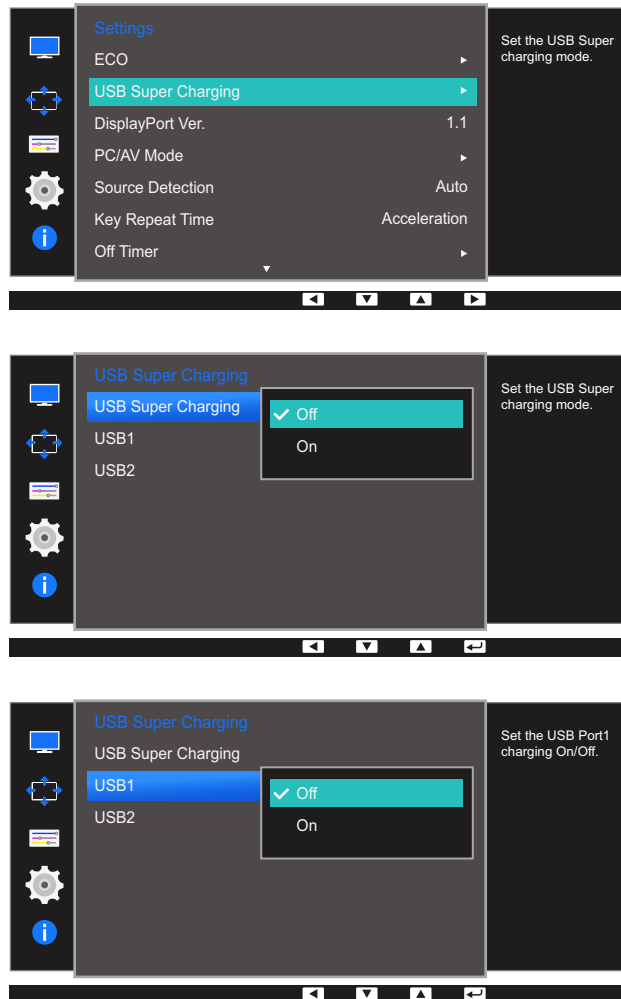 Settings
ECO
USB Super Charging
DisplayPort Ver. 1.1
PC/AV Mode
Source Detection Auto
Key Repeat Time Acceleration
Off Timer
Set the USB Super
charging mode.
USB Super Charging
USB Super Charging
USB1
USB2
Off
On
Set the USB Super
charging mode.
USB Super Charging
USB Super Charging
USB1
USB2
Off
On
Set the USB Port1
charging On/Off.